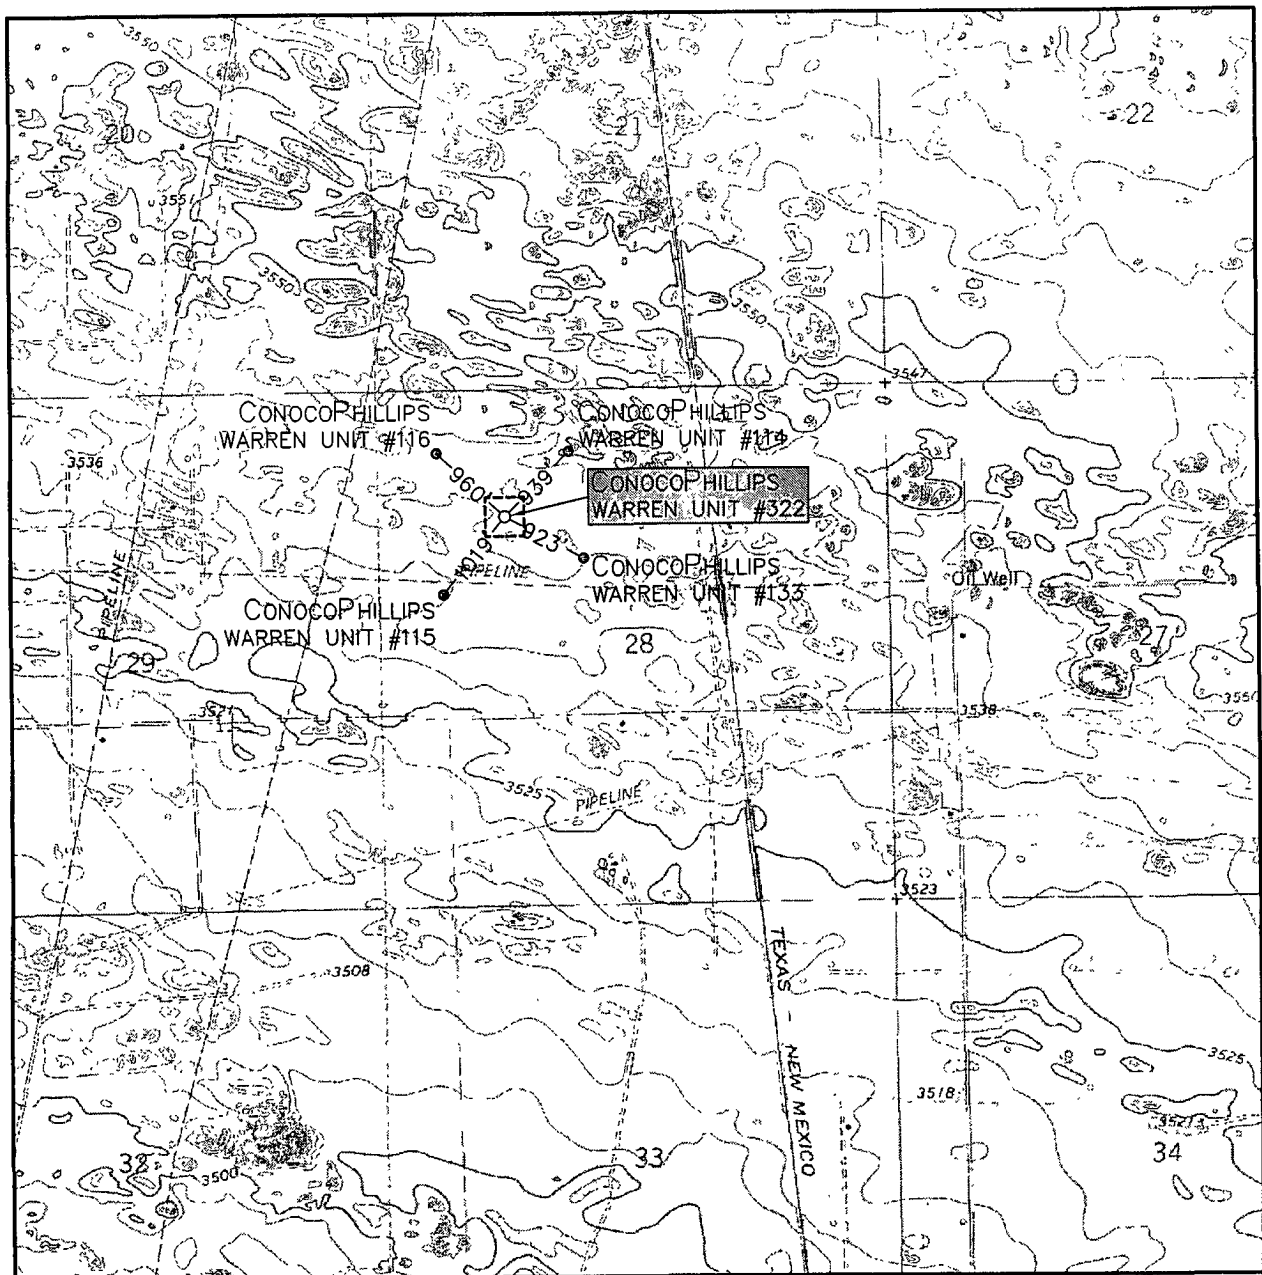 3550
20
21
22
3551
3550
3550
3547
CONOCOPHILLIPS
WARREN UNIT #116
CONOCOPHILLIPS
WARREN UNIT #114
3536
960
939
CONOCOPHILLIPS
WARREN UNIT #322
923
1019
PIPELINE
CONOCOPHILLIPS
WARREN UNIT #133
Oil Well
CONOCOPHILLIPS
WARREN UNIT #115
28
27
29
3550
3538
3525
PIPELINE
3523
3508
TEXAS - NEW MEXICO
3525
3518
32
33
34
3500